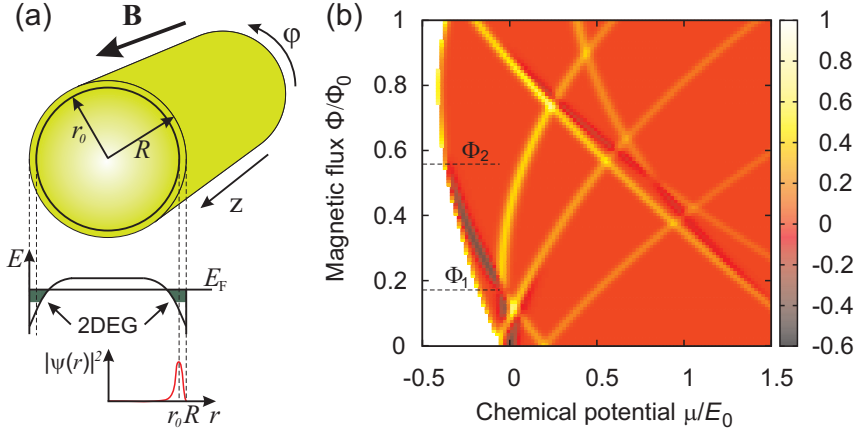 (a)
B
φ
r₀
R
z
E
E_F
2DEG
|ψ(r)|²
r₀ R r
(b)
Magnetic flux Φ/Φ₀
1
0.8
0.6
0.4
0.2
0
Φ₂
Φ₁
-0.5 0 0.5 1 1.5
Chemical potential μ/E₀
1
0.8
0.6
0.4
0.2
0
-0.2
-0.4
-0.6